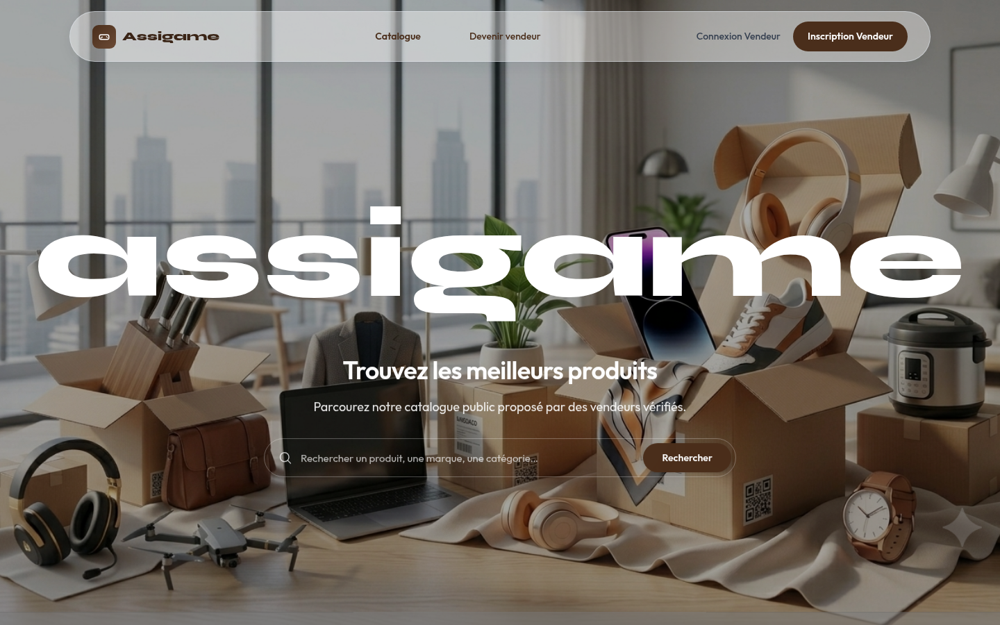 Assigame
Catalogue
Devenir vendeur
Connexion Vendeur
Inscription Vendeur
assigame
Trouvez les meilleurs produits
Parcourez notre catalogue public proposé par des vendeurs vérifiés.
Rechercher un produit, une marque, une catégorie...
Rechercher